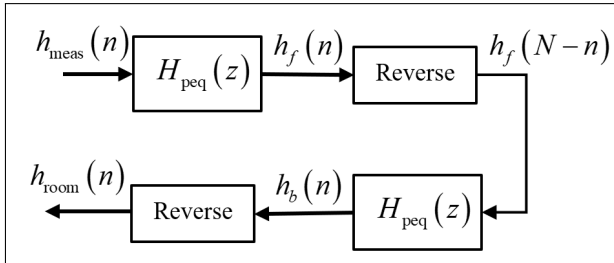 h_meas(n) H_peq(z) h_f(n) Reverse h_f(N−n)
h_room(n) Reverse h_b(n) H_peq(z)